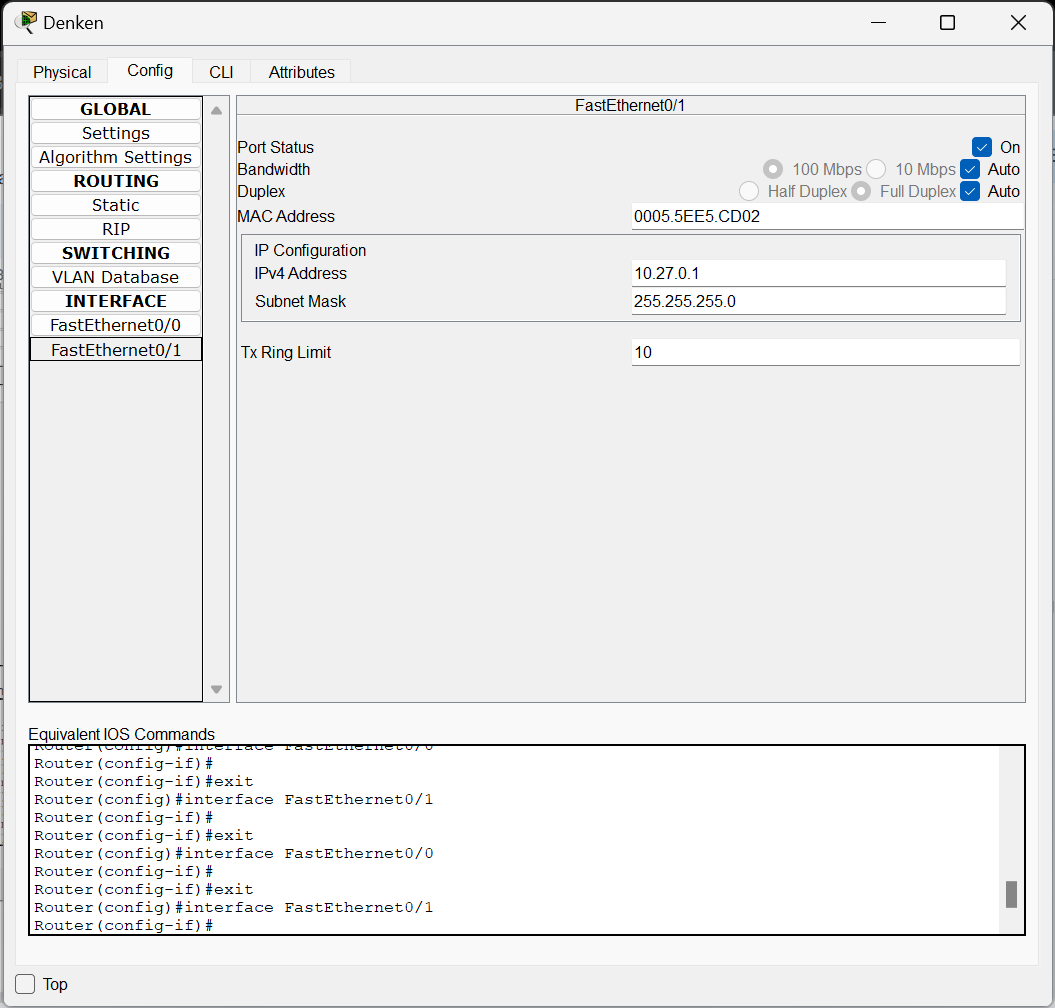 Denken
Physical Config CLI Attributes
GLOBAL
Settings
Algorithm Settings
ROUTING
Static
RIP
SWITCHING
VLAN Database
INTERFACE
FastEthernet0/0
FastEthernet0/1
FastEthernet0/1
Port Status On
Bandwidth 100 Mbps 10 Mbps Auto
Duplex Half Duplex Full Duplex Auto
MAC Address 0005.5EE5.CD02
IP Configuration
IPv4 Address 10.27.0.1
Subnet Mask 255.255.255.0
Tx Ring Limit 10
Equivalent IOS Commands
Router(config)#interface FastEthernet0/0
Router(config-if)#
Router(config-if)#exit
Router(config)#interface FastEthernet0/1
Router(config-if)#
Router(config-if)#exit
Router(config)#interface FastEthernet0/0
Router(config-if)#
Router(config-if)#exit
Router(config)#interface FastEthernet0/1
Router(config-if)#
Top